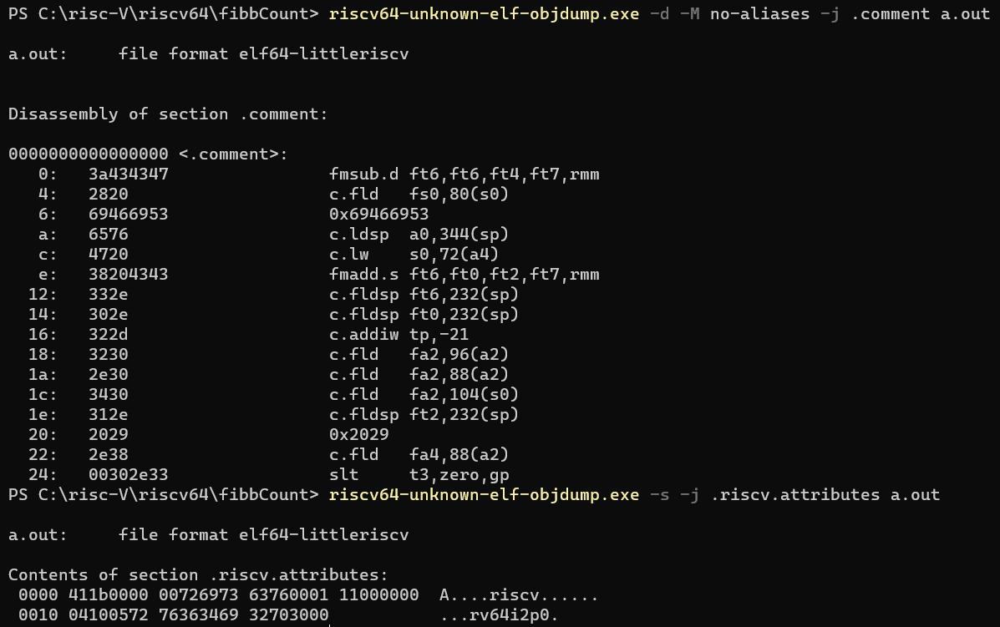 PS C:\risc-V\riscv64\fibbCount> riscv64-unknown-elf-objdump.exe -d -M no-aliases -j .comment a.out
a.out:     file format elf64-littleriscv
Disassembly of section .comment:
0000000000000000 <.comment>:
   0:   3a434347                fmsub.d ft6,ft6,ft4,ft7,rmm
   4:   2820                    c.fld   fs0,80(s0)
   6:   69466953                0x69466953
   a:   6576                    c.ldsp  a0,344(sp)
   c:   4720                    c.lw    s0,72(a4)
   e:   38204343                fmadd.s ft6,ft0,ft2,ft7,rmm
  12:   332e                    c.fldsp ft6,232(sp)
  14:   302e                    c.fldsp ft0,232(sp)
  16:   322d                    c.addiw tp,-21
  18:   3230                    c.fld   fa2,96(a2)
  1a:   2e30                    c.fld   fa2,88(a2)
  1c:   3430                    c.fld   fa2,104(s0)
  1e:   312e                    c.fldsp ft2,232(sp)
  20:   2029                    0x2029
  22:   2e38                    c.fld   fa4,88(a2)
  24:   00302e33                slt     t3,zero,gp
PS C:\risc-V\riscv64\fibbCount> riscv64-unknown-elf-objdump.exe -s -j .riscv.attributes a.out
a.out:     file format elf64-littleriscv
Contents of section .riscv.attributes:
 0000 411b0000 00726973 63760001 11000000  A....riscv......
 0010 04100572 76363469 32703000           ...rv64i2p0.